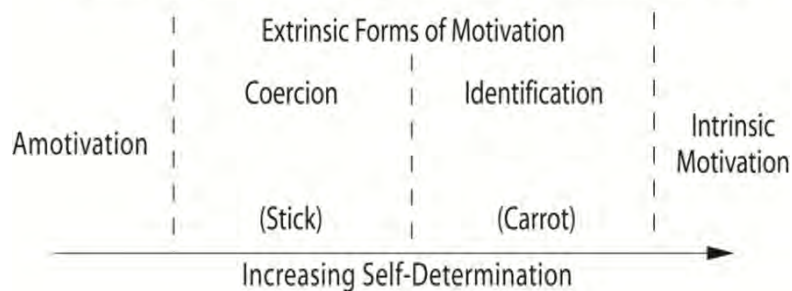 Extrinsic Forms of Motivation
Coercion
Identification
Amotivation
Intrinsic
Motivation
(Stick)
(Carrot)
Increasing Self-Determination